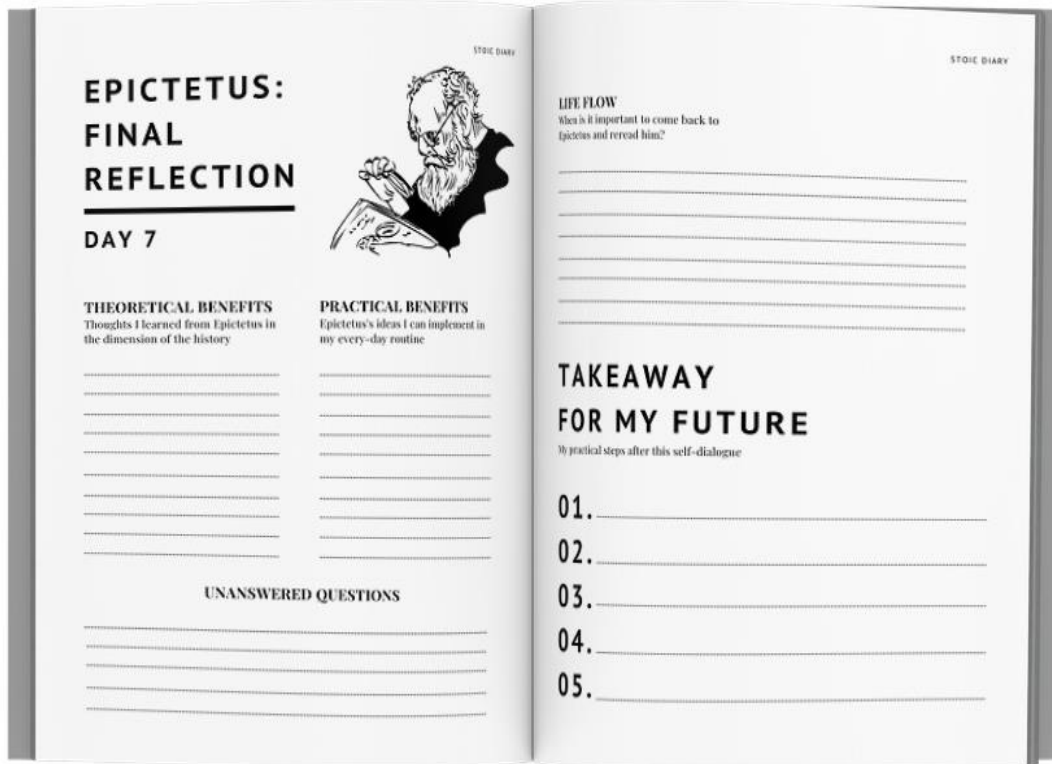 STOIC DIARY
EPICTETUS:
FINAL
REFLECTION
DAY 7
THEORETICAL BENEFITS
Thoughts I learned from Epictetus in
the dimension of the history
PRACTICAL BENEFITS
Epictetus's ideas I can implement in
my every-day routine
UNANSWERED QUESTIONS
STOIC DIARY
LIFE FLOW
When is it important to come back to
Epictetus and reread him?
TAKEAWAY
FOR MY FUTURE
My practical steps after this self-dialogue
01.
02.
03.
04.
05.